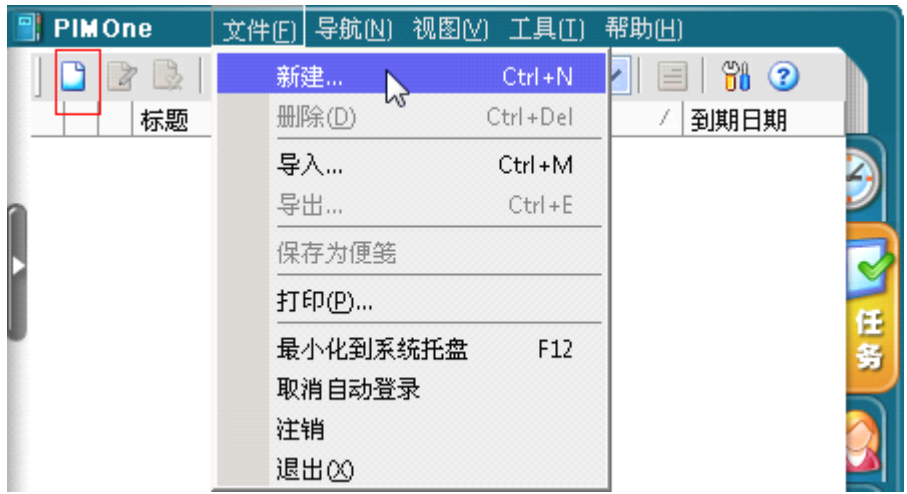 PIMOne 文件(F) 导航(N) 视图(V) 工具(T) 帮助(H)
新建... Ctrl+N
标题 删除(D) Ctrl+Del 到期日期
导入... Ctrl+M
导出... Ctrl+E
保存为便笺
打印(P)...
任务
最小化到系统托盘 F12
取消自动登录
注销
退出(X)